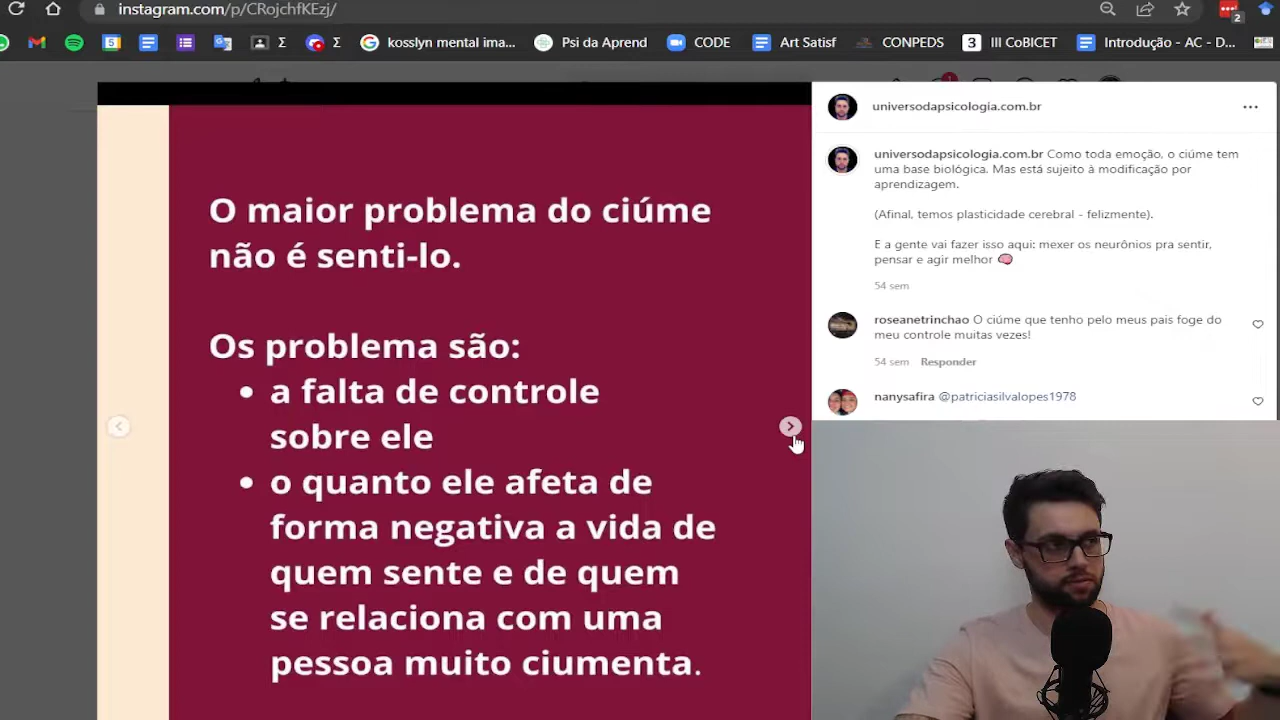 instagram.com/p/CRojchfKEzj/
2
5
Σ
Σ
kosslyn mental ima...
Psi da Aprend
CODE
Art Satisf
CONPEDS
3 III CoBICET
Introdução - AC - D...
O maior problema do ciúme
não é senti-lo.
Os problema são:
• a falta de controle
sobre ele
• o quanto ele afeta de
forma negativa a vida de
quem sente e de quem
se relaciona com uma
pessoa muito ciumenta.
universodapsicologia.com.br
universodapsicologia.com.br Como toda emoção, o ciúme tem
uma base biológica. Mas está sujeito à modificação por
aprendizagem.
(Afinal, temos plasticidade cerebral - felizmente).
E a gente vai fazer isso aqui: mexer os neurônios pra sentir,
pensar e agir melhor
54 sem
roseanetrinchao O ciúme que tenho pelo meus pais foge do
meu controle muitas vezes!
54 sem Responder
nanysafira @patriciasilvalopes1978